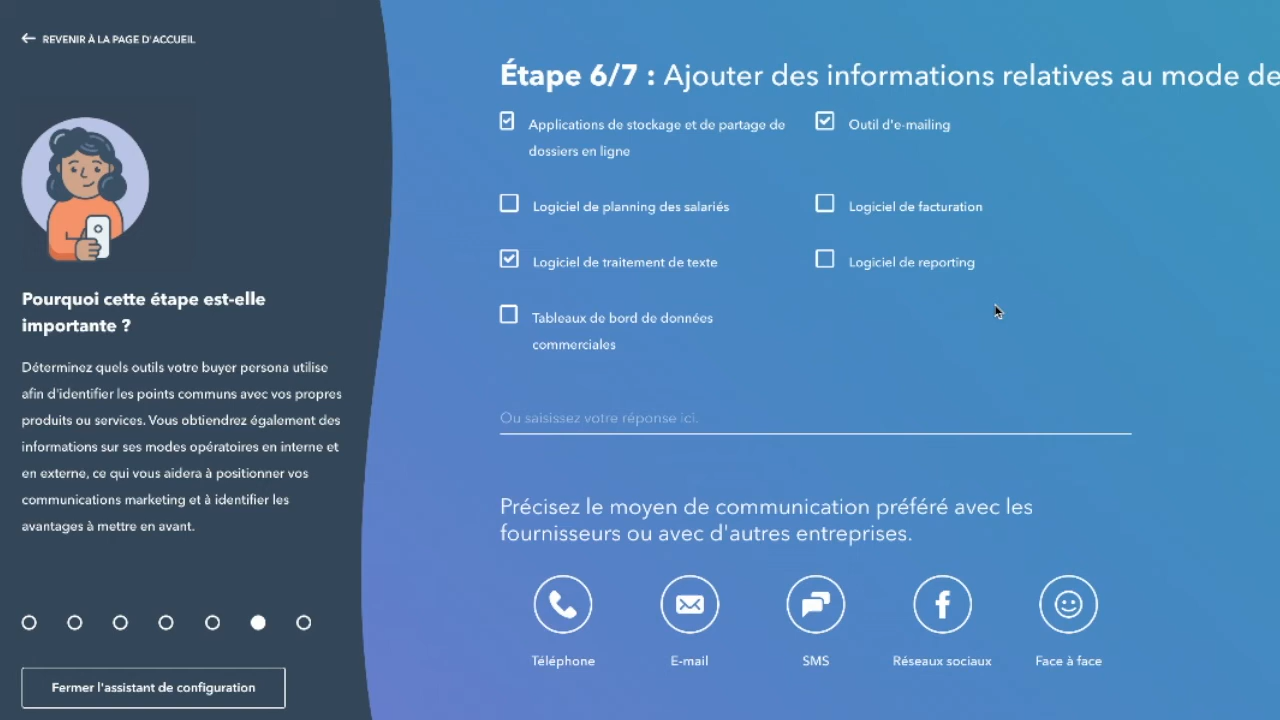 REVENIR À LA PAGE D'ACCUEIL
Pourquoi cette étape est-elle
importante ?
Déterminez quels outils votre buyer persona utilise
afin d'identifier les points communs avec vos propres
produits ou services. Vous obtiendrez également des
informations sur ses modes opératoires en interne et
en externe, ce qui vous aidera à positionner vos
communications marketing et à identifier les
avantages à mettre en avant.
Fermer l'assistant de configuration
Étape 6/7 : Ajouter des informations relatives au mode de
Applications de stockage et de partage de
dossiers en ligne
Outil d'e-mailing
Logiciel de planning des salariés
Logiciel de facturation
Logiciel de traitement de texte
Logiciel de reporting
Tableaux de bord de données
commerciales
Ou saisissez votre réponse ici.
Précisez le moyen de communication préféré avec les
fournisseurs ou avec d'autres entreprises.
Téléphone
E-mail
SMS
Réseaux sociaux
Face à face